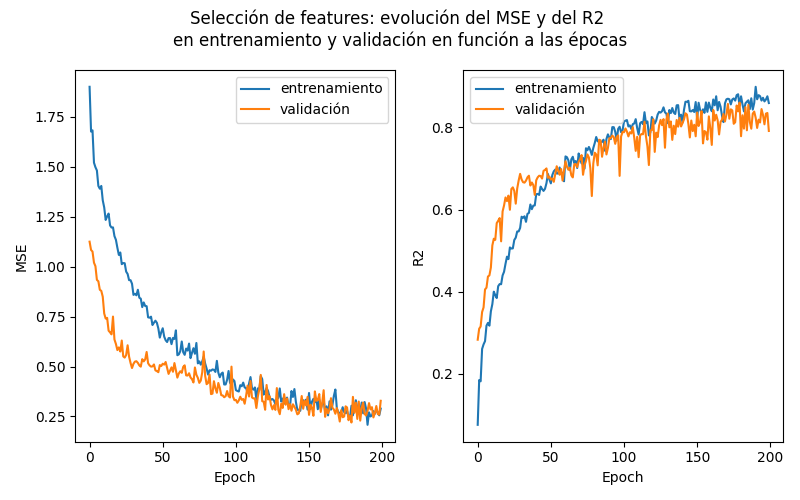 Selección de features: evolución del MSE y del R2
en entrenamiento y validación en función a las épocas
MSE
1.75
1.50
1.25
1.00
0.75
0.50
0.25
entrenamiento
validación
0
50
100
150
200
Epoch
R2
0.8
0.6
0.4
0.2
entrenamiento
validación
0
50
100
150
200
Epoch